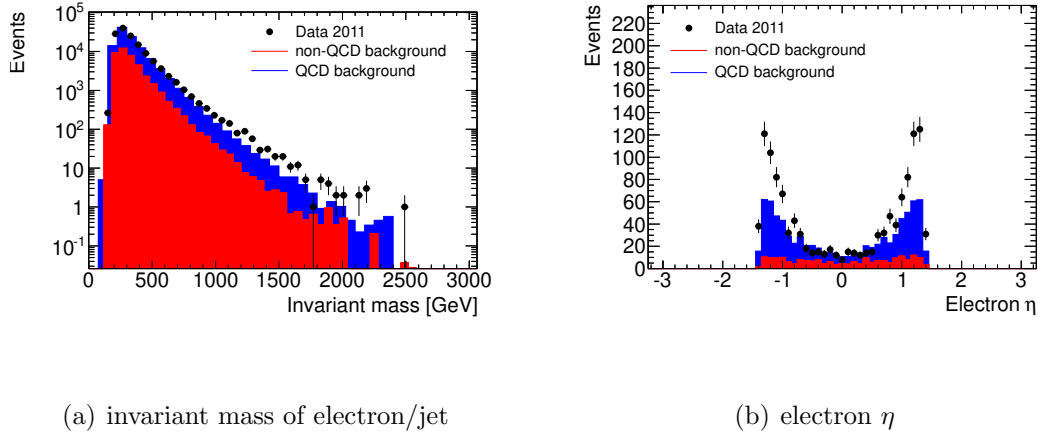 Events
10^5
10^4
10^3
10^2
10
1
10^-1
0 500 1000 1500 2000 2500 3000
Invariant mass [GeV]
Data 2011
non-QCD background
QCD background
Events
220
200
180
160
140
120
100
80
60
40
20
0
-3 -2 -1 0 1 2 3
Electron η
Data 2011
non-QCD background
QCD background
(a) invariant mass of electron/jet
(b) electron η